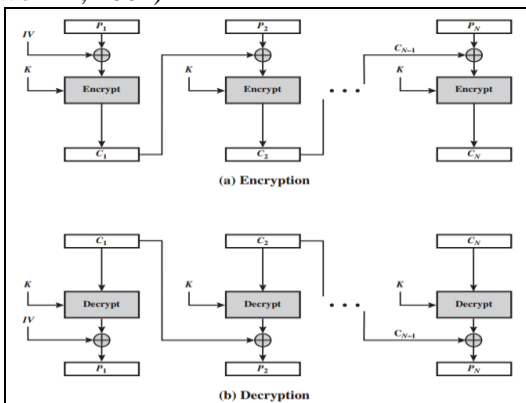 P1 P2 PN
IV CN–1
K K K
Encrypt Encrypt Encrypt
• • •
C1 C2 CN
(a) Encryption
C1 C2 CN
K K K
Decrypt Decrypt Decrypt
• • •
IV CN–1
P1 P2 PN
(b) Decryption